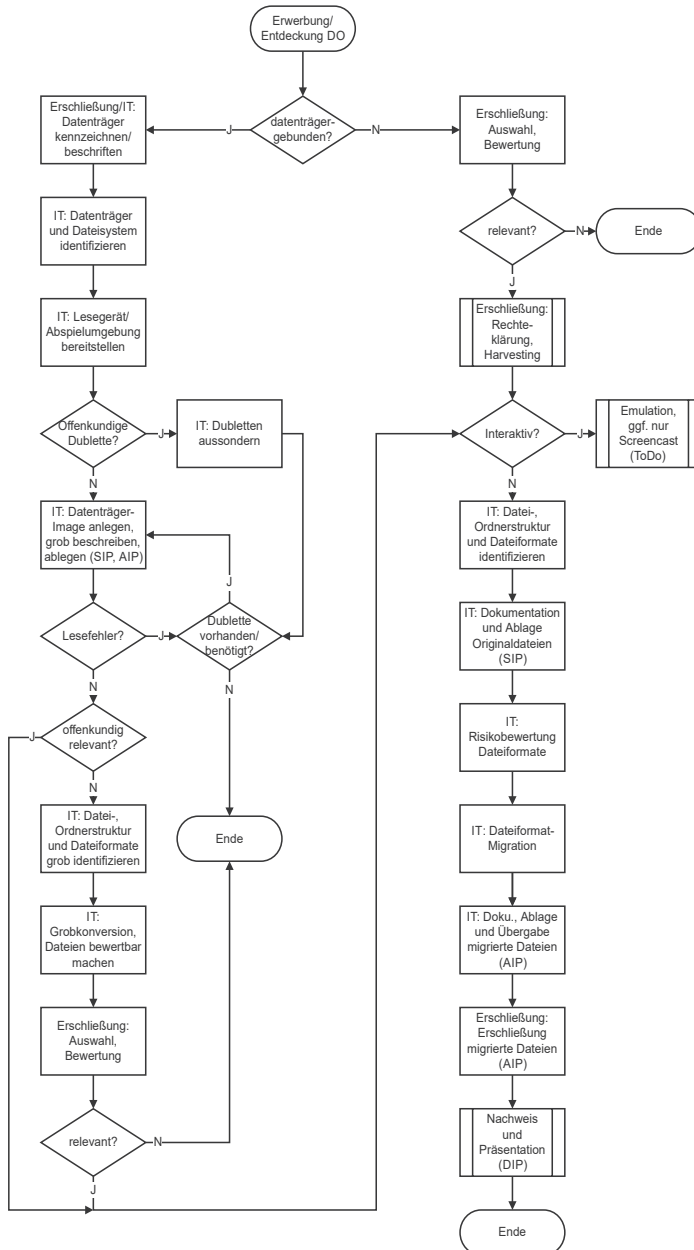 Erwerbung/
Entdeckung DO
datenträger-
gebunden?
J
N
Erschließung/IT:
Datenträger
kennzeichnen/
beschriften
Erschließung:
Auswahl,
Bewertung
IT: Datenträger
und Dateisystem
identifizieren
relevant?
N
Ende
J
IT: Lesegerät/
Abspielumgebung
bereitstellen
Erschließung:
Rechte-
klärung,
Harvesting
Offenkundige
Dublette?
J
IT: Dubletten
aussondern
Interaktiv?
J
Emulation,
ggf. nur
Screencast
(ToDo)
N
N
IT: Datenträger-
Image anlegen,
grob beschreiben,
ablegen (SIP, AIP)
IT: Datei-,
Ordnerstruktur
und Dateiformate
identifizieren
J
Lesefehler?
J
Dublette
vorhanden/
benötigt?
IT: Dokumentation
und Ablage
Originaldateien
(SIP)
N
N
J
offenkundig
relevant?
IT:
Risikobewertung
Dateiformate
N
IT: Datei-,
Ordnerstruktur
und Dateiformate
grob identifizieren
Ende
IT: Dateiformat-
Migration
IT:
Grobkonversion,
Dateien bewertbar
machen
IT: Doku., Ablage
und Übergabe
migrierte Dateien
(AIP)
Erschließung:
Auswahl,
Bewertung
Erschließung:
Erschließung
migrierte Dateien
(AIP)
relevant?
N
Nachweis
und
Präsentation
(DIP)
J
Ende